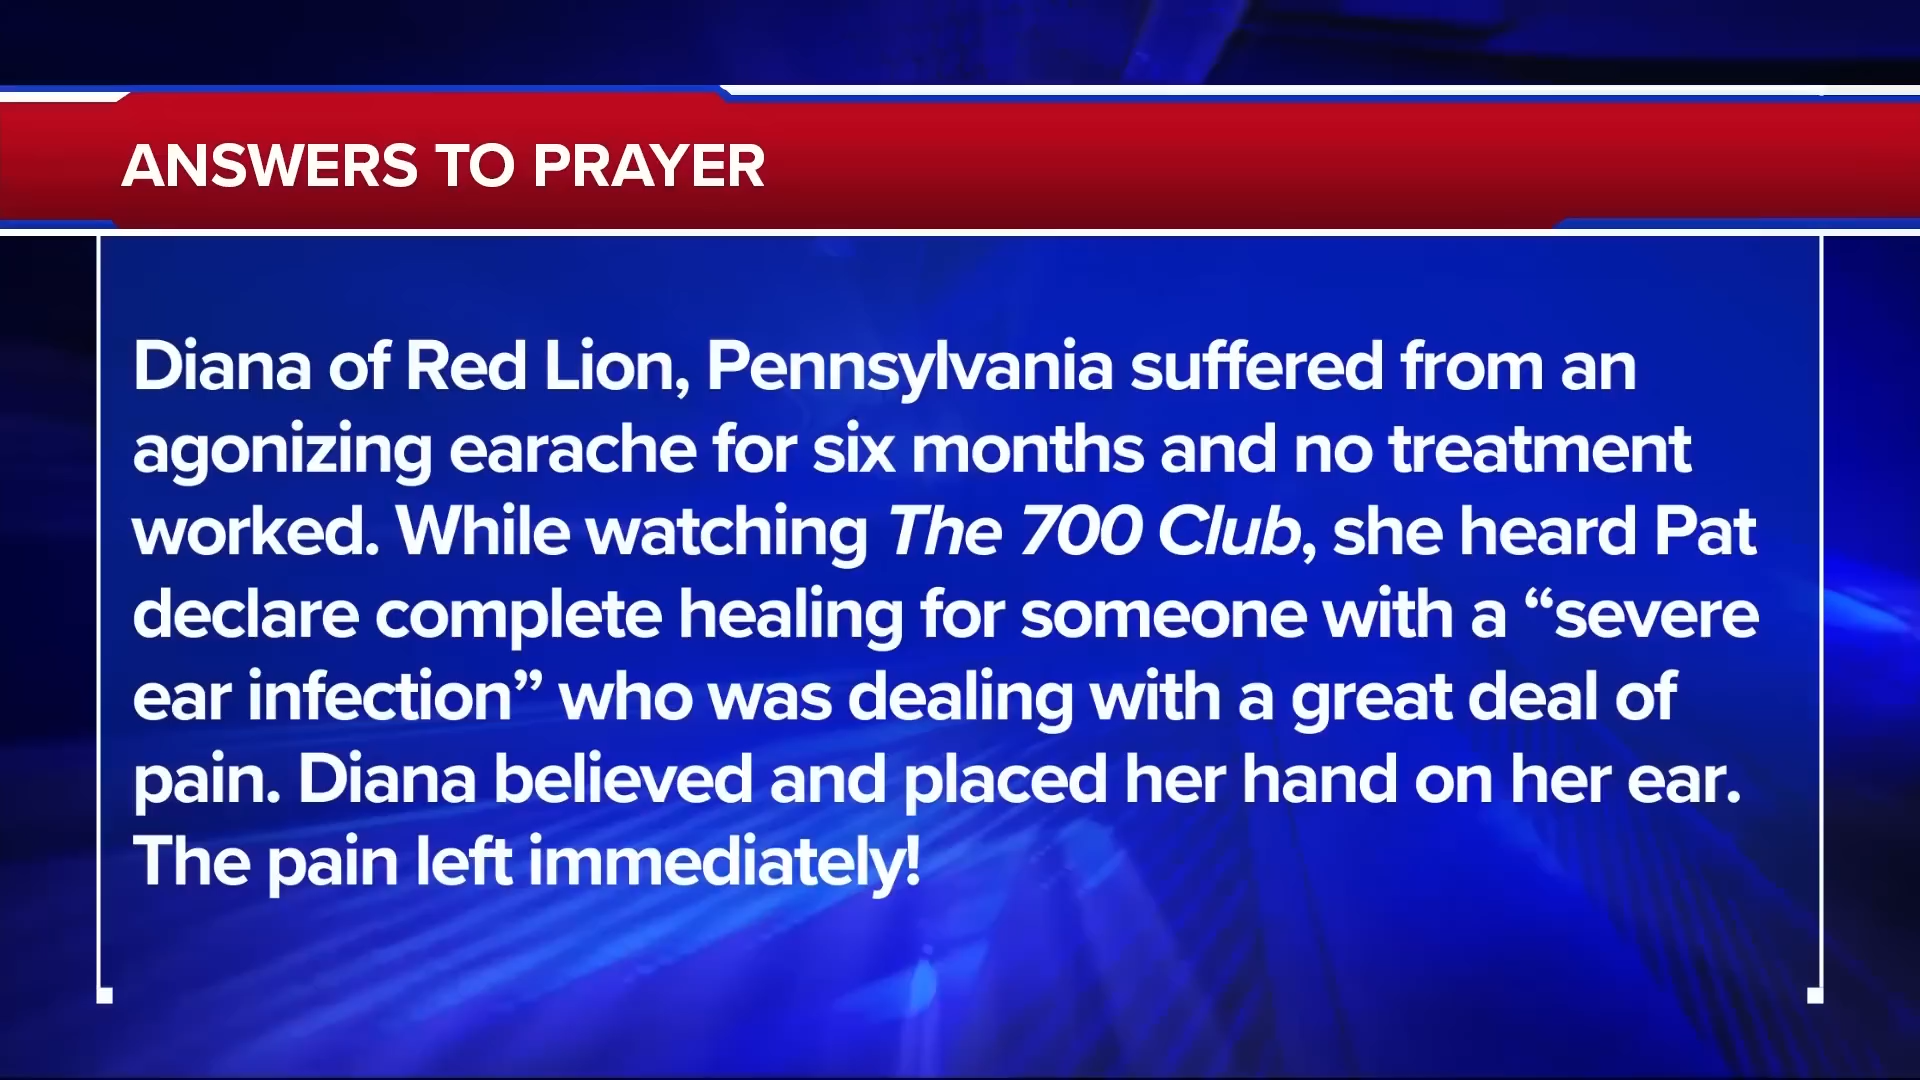 ANSWERS TO PRAYER
Diana of Red Lion, Pennsylvania suffered from an
agonizing earache for six months and no treatment
worked. While watching The 700 Club, she heard Pat
declare complete healing for someone with a “severe
ear infection” who was dealing with a great deal of
pain. Diana believed and placed her hand on her ear.
The pain left immediately!